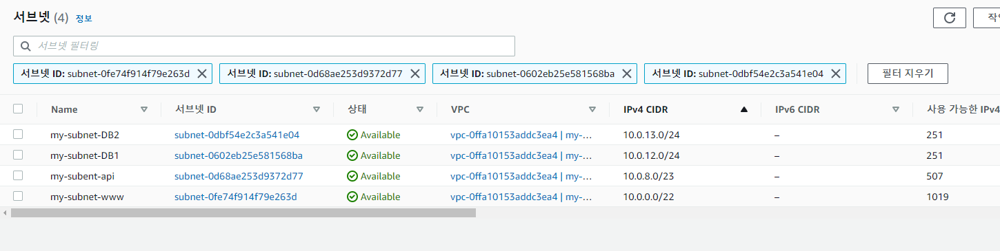 서브넷 (4) 정보
작업
서브넷 필터링
서브넷 ID: subnet-0fe74f914f79e263d 서브넷 ID: subnet-0d68ae253d9372d77 서브넷 ID: subnet-0602eb25e581568ba 서브넷 ID: subnet-0dbf54e2c3a541e04 필터 지우기
Name 서브넷 ID 상태 VPC IPv4 CIDR IPv6 CIDR 사용 가능한 IPv4
my-subnet-DB2 subnet-0dbf54e2c3a541e04 Available vpc-0ffa10153addc3ea4 | my-... 10.0.13.0/24 – 251
my-subnet-DB1 subnet-0602eb25e581568ba Available vpc-0ffa10153addc3ea4 | my-... 10.0.12.0/24 – 251
my-subent-api subnet-0d68ae253d9372d77 Available vpc-0ffa10153addc3ea4 | my-... 10.0.8.0/23 – 507
my-subnet-www subnet-0fe74f914f79e263d Available vpc-0ffa10153addc3ea4 | my-... 10.0.0.0/22 – 1019